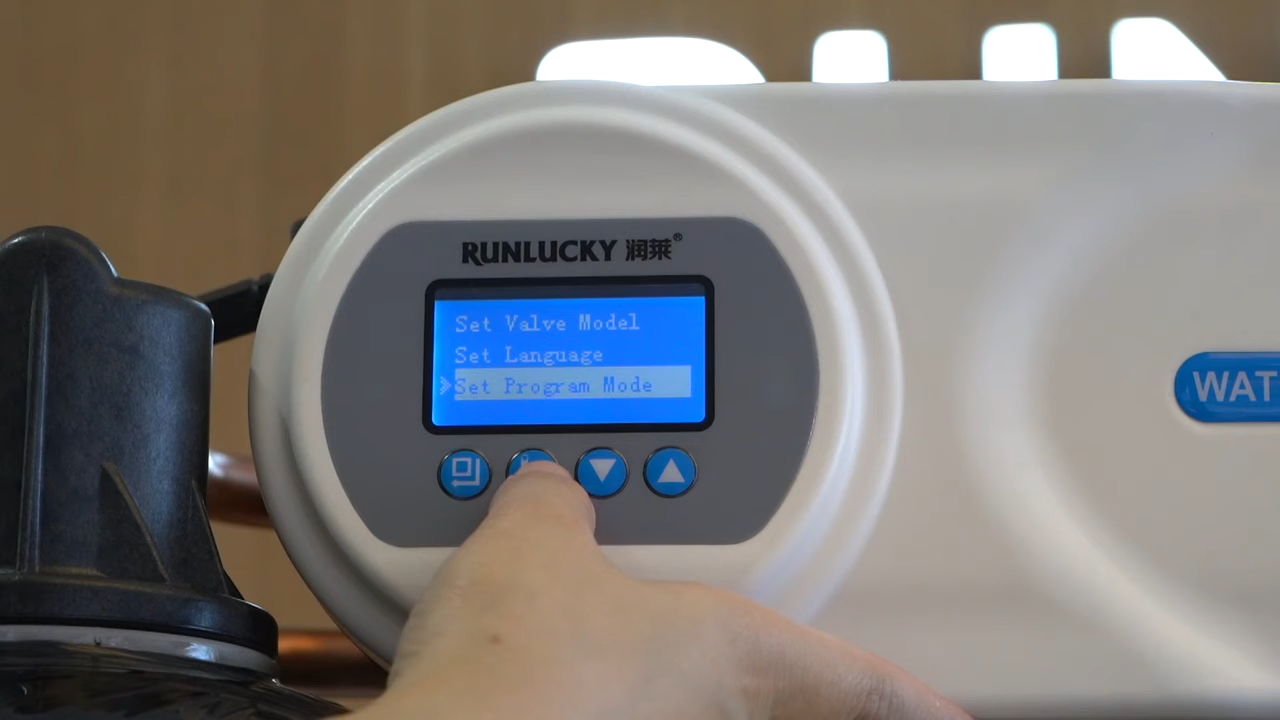 RUNLUCKY 润莱®
Set Valve Model
Set Language
Set Program Mode
WAT